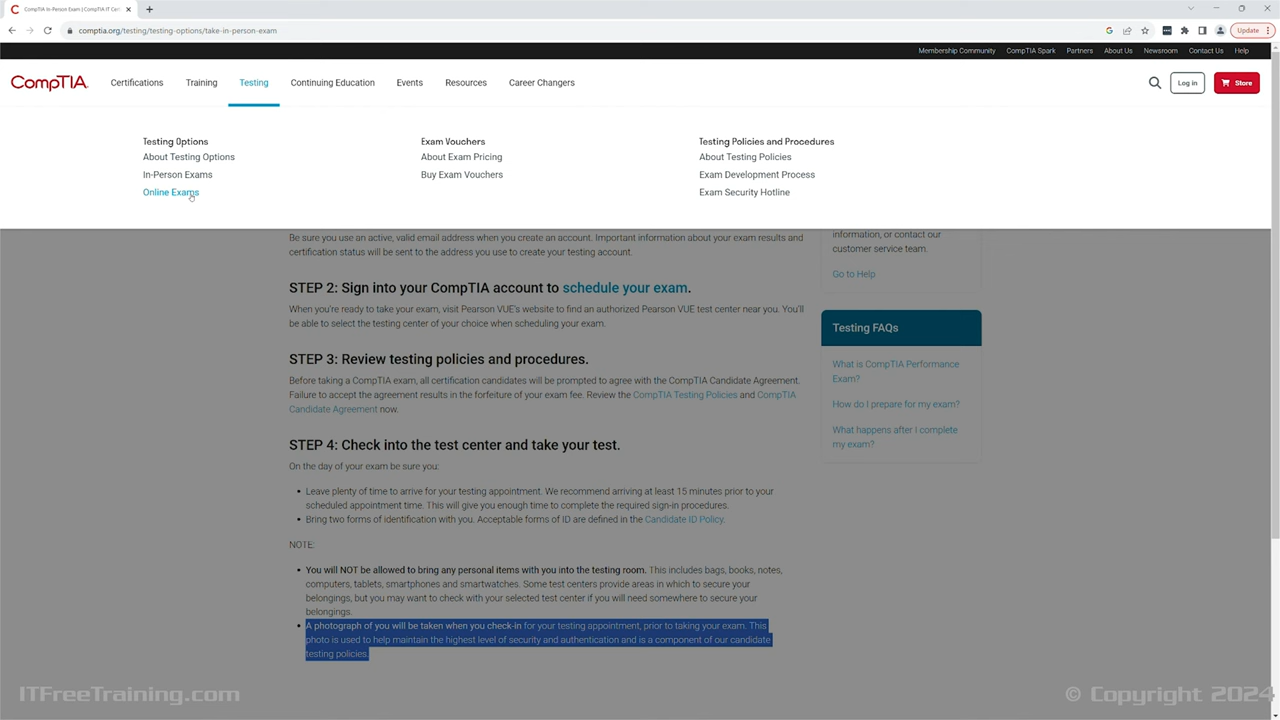 CompTIA In-Person Exam | CompTIA IT Cer
comptia.org/testing/testing-options/take-in-person-exam
Update
Membership Community CompTIA Spark Partners About Us Newsroom Contact Us Help
CompTIA. Certifications Training Testing Continuing Education Events Resources Career Changers Log in Store
Testing Options
About Testing Options
In-Person Exams
Online Exams
Exam Vouchers
About Exam Pricing
Buy Exam Vouchers
Testing Policies and Procedures
About Testing Policies
Exam Development Process
Exam Security Hotline
Be sure you use an active, valid email address when you create an account. Important information about your exam results and
certification status will be sent to the address you use to create your testing account.
STEP 2: Sign into your CompTIA account to schedule your exam.
When you're ready to take your exam, visit Pearson VUE's website to find an authorized Pearson VUE test center near you. You'll
be able to select the testing center of your choice when scheduling your exam.
STEP 3: Review testing policies and procedures.
Before taking a CompTIA exam, all certification candidates will be prompted to agree with the CompTIA Candidate Agreement.
Failure to accept the agreement results in the forfeiture of your exam fee. Review the CompTIA Testing Policies and CompTIA
Candidate Agreement now.
STEP 4: Check into the test center and take your test.
On the day of your exam be sure you:
• Leave plenty of time to arrive for your testing appointment. We recommend arriving at least 15 minutes prior to your
scheduled appointment time. This will give you enough time to complete the required sign-in procedures.
• Bring two forms of identification with you. Acceptable forms of ID are defined in the Candidate ID Policy.
NOTE:
• You will NOT be allowed to bring any personal items with you into the testing room. This includes bags, books, notes,
computers, tablets, smartphones and smartwatches. Some test centers provide areas in which to secure your
belongings, but you may want to check with your selected test center if you will need somewhere to secure your
belongings.
• A photograph of you will be taken when you check-in for your testing appointment, prior to taking your exam. This
photo is used to help maintain the highest level of security and authentication and is a component of our candidate
testing policies.
information, or contact our
customer service team.
Go to Help
Testing FAQs
What is CompTIA Performance
Exam?
How do I prepare for my exam?
What happens after I complete
my exam?
ITFreeTraining.com
© Copyright 2024